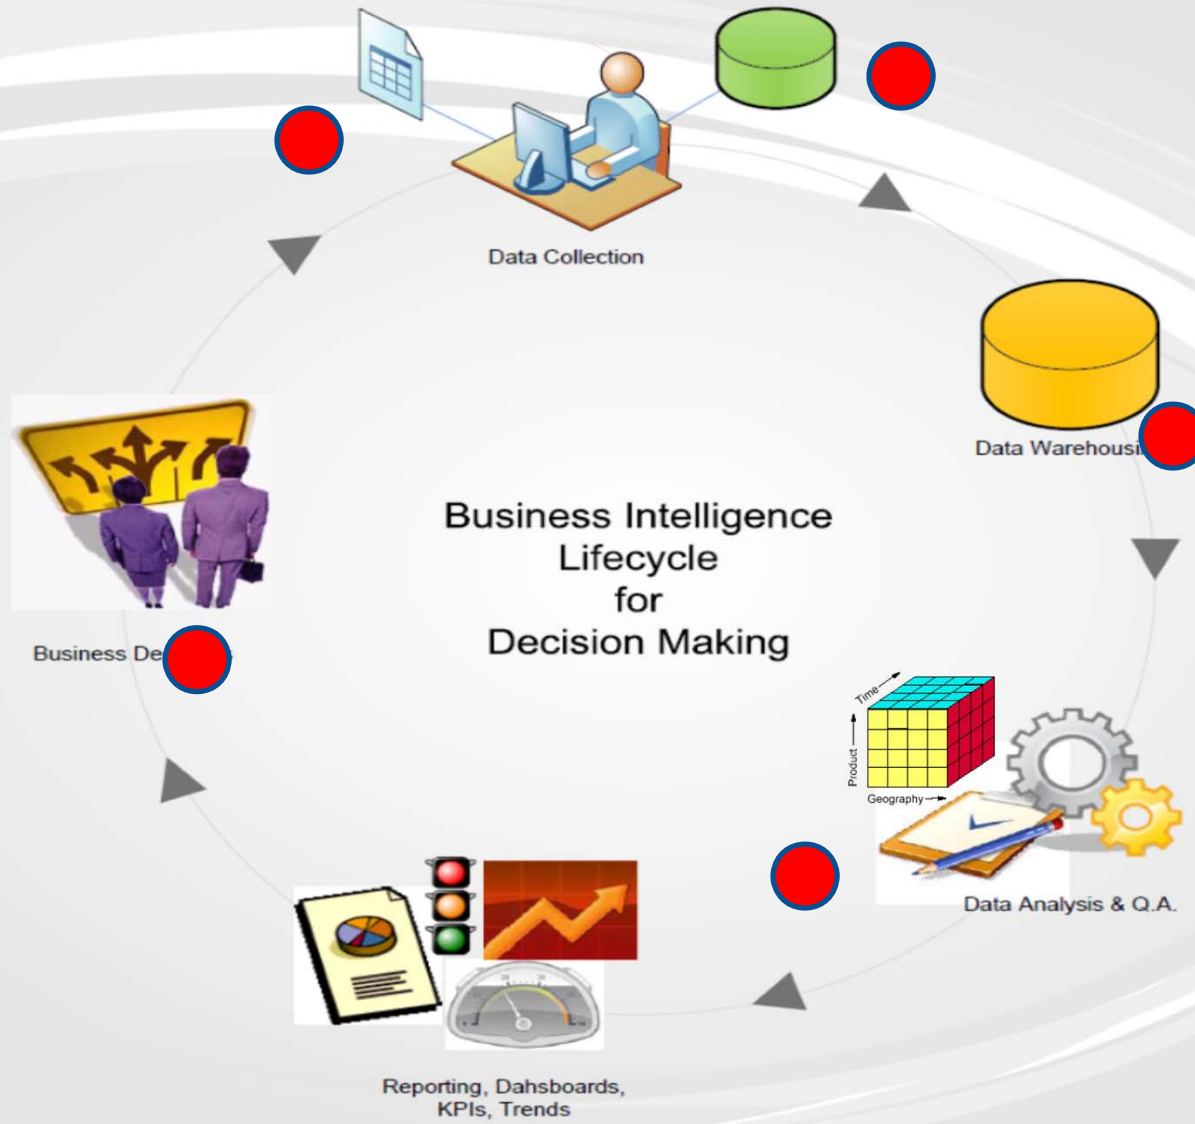 Data Collection
Data Warehousi
Business Intelligence
Lifecycle
for
Decision Making
Business De
Time
Product
Geography
Data Analysis & Q.A.
Reporting, Dahsboards,
KPIs, Trends